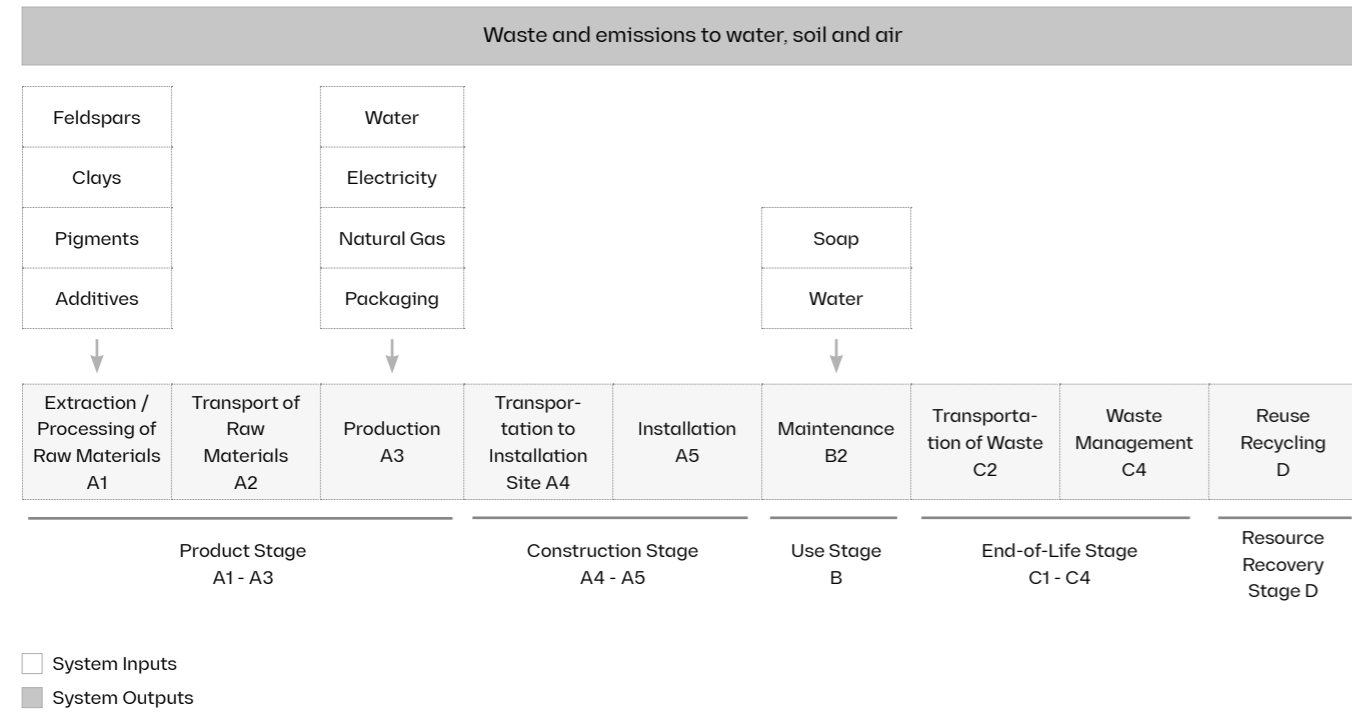 Waste and emissions to water, soil and air
Feldspars
Clays
Pigments
Additives
Water
Electricity
Natural Gas
Packaging
Soap
Water
Extraction /
Processing of
Raw Materials
A1
Transport of
Raw
Materials
A2
Production
A3
Transpor-
tation to
Installation
Site A4
Installation
A5
Maintenance
B2
Transporta-
tion of Waste
C2
Waste
Management
C4
Reuse
Recycling
D
Product Stage
A1 - A3
Construction Stage
A4 - A5
Use Stage
B
End-of-Life Stage
C1 - C4
Resource
Recovery
Stage D
System Inputs
System Outputs